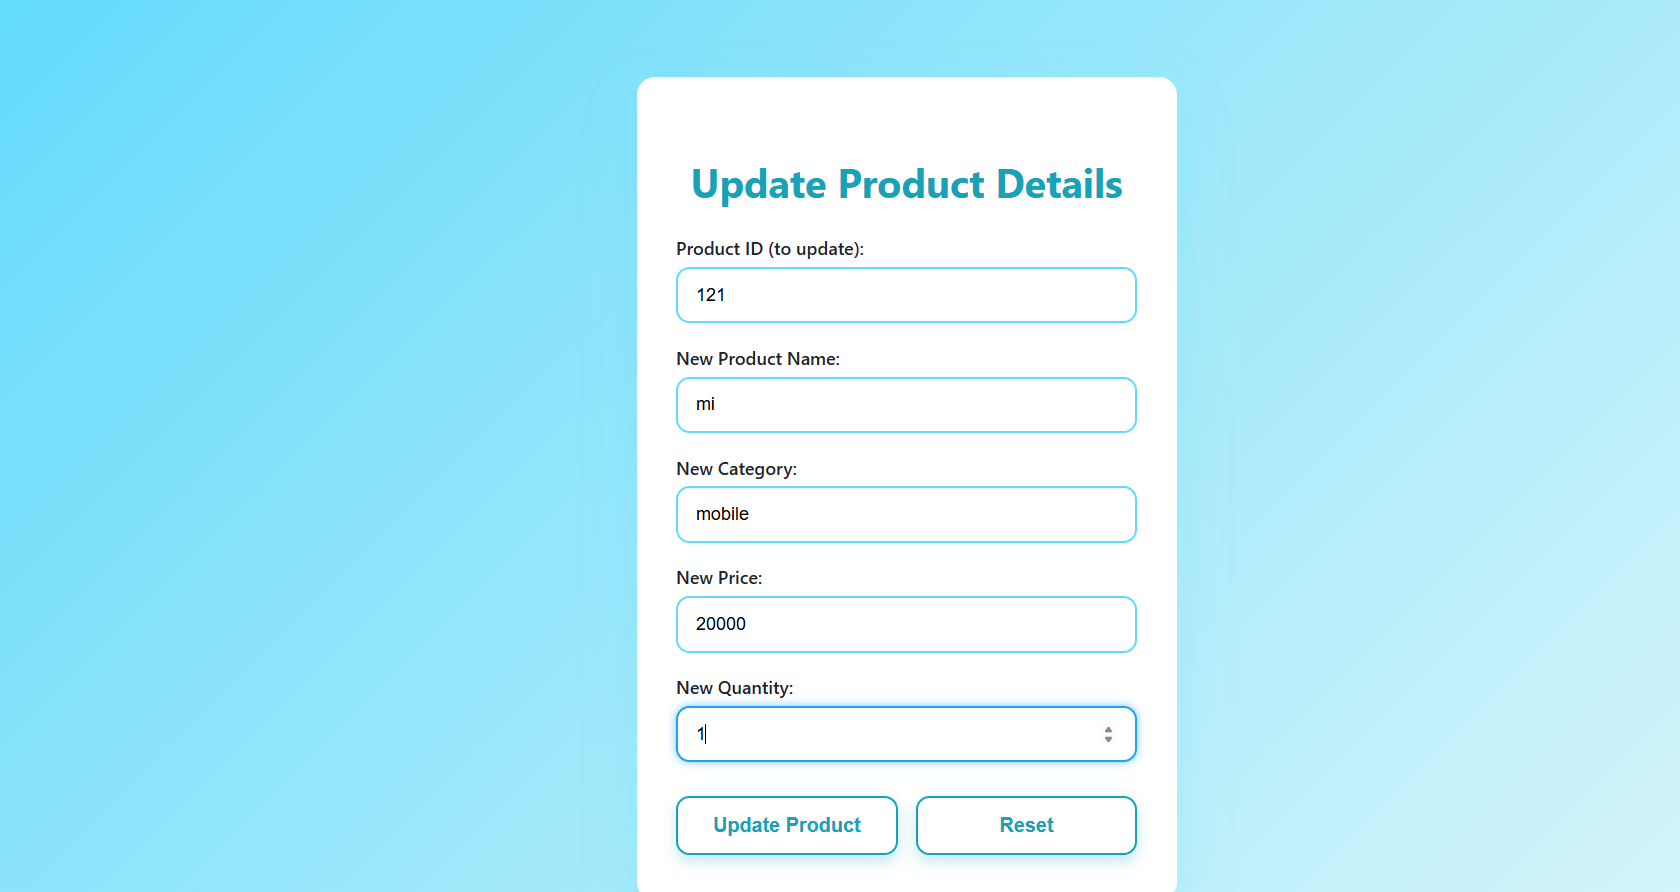 Update Product Details
Product ID (to update):
121
New Product Name:
mi
New Category:
mobile
New Price:
20000
New Quantity:
1
Update Product
Reset